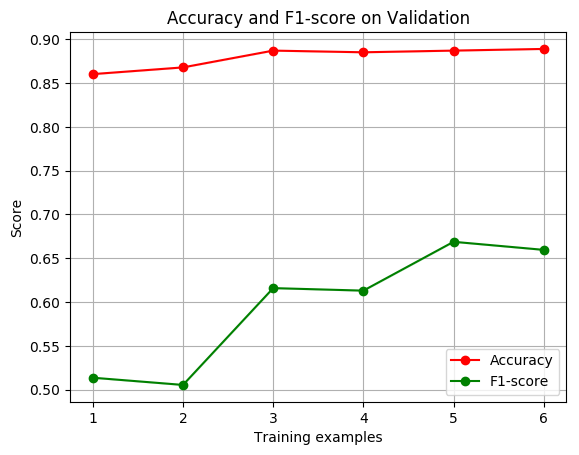 Accuracy and F1-score on Validation
0.90
0.85
0.80
0.75
0.70
0.65
0.60
0.55
0.50
Score
1 2 3 4 5 6
Training examples
Accuracy
F1-score